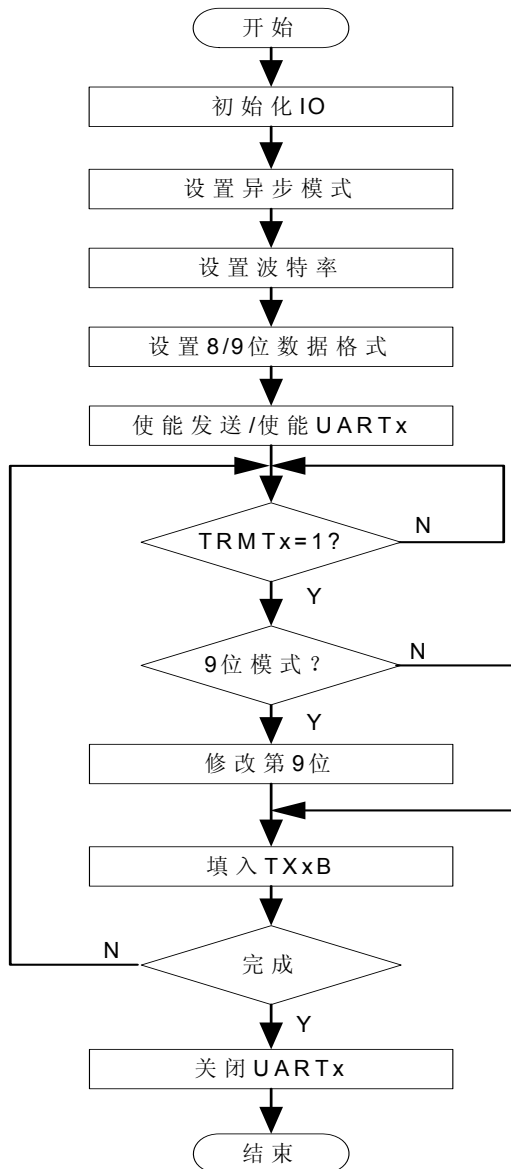 开始
初始化IO
设置异步模式
设置波特率
设置8/9位数据格式
使能发送/使能UARTx
TRMTx=1?
N
Y
9位模式？
N
Y
修改第9位
填入TXxB
N
完成
Y
关闭UARTx
结束